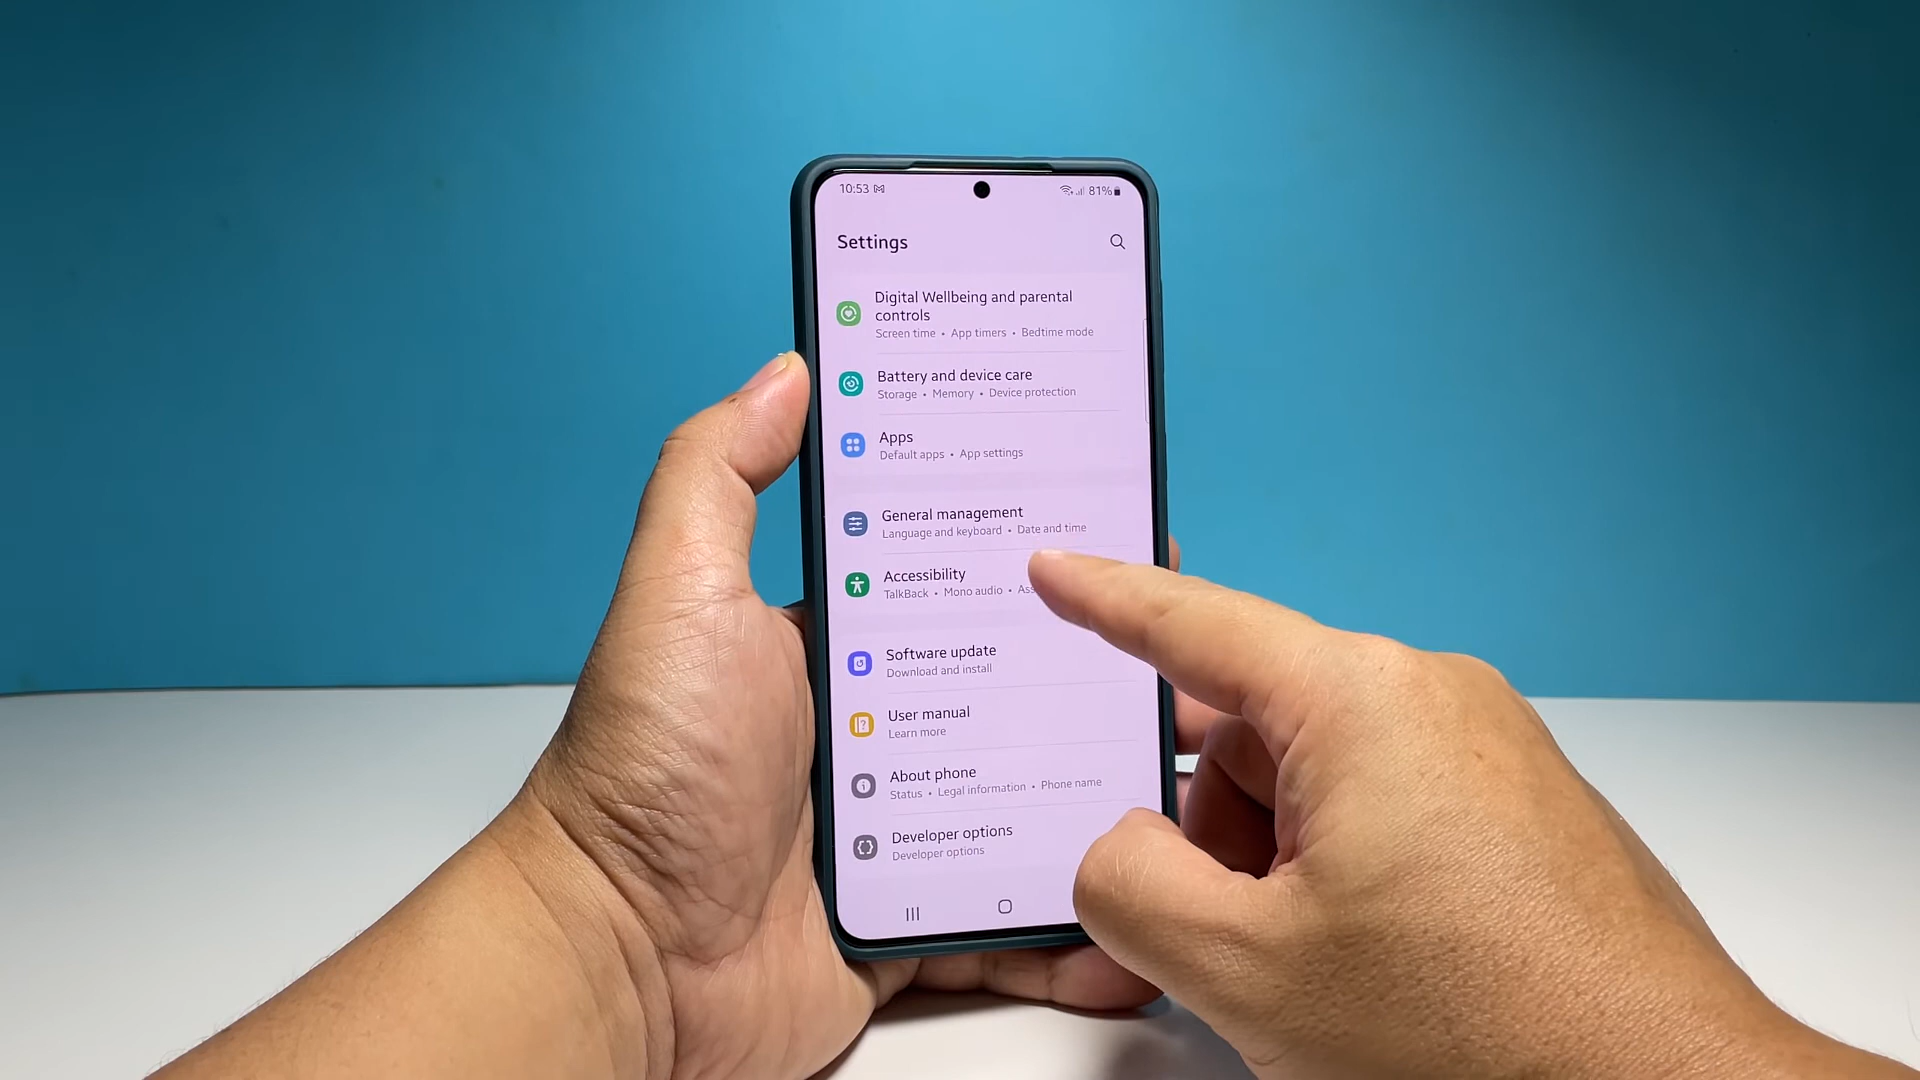 10:53
81%
Settings
Digital Wellbeing and parental
controls
Screen time • App timers • Bedtime mode
Battery and device care
Storage • Memory • Device protection
Apps
Default apps • App settings
General management
Language and keyboard • Date and time
Accessibility
TalkBack • Mono audio •
Software update
Download and install
User manual
Learn more
About phone
Status • Legal information • Phone name
Developer options
Developer options